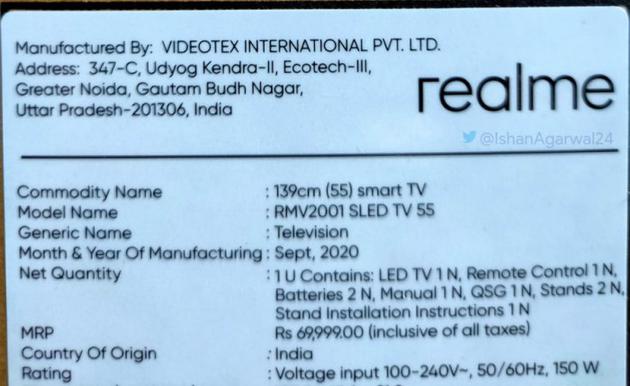 Manufactured By: VIDEOTEX INTERNATIONAL PVT. LTD.
Address: 347-C, Udyog Kendra-II, Ecotech-III,
Greater Noida, Gautam Budh Nagar,
Uttar Pradesh-201306, India
realme
@IshanAgarwal24
Commodity Name : 139cm (55) smart TV
Model Name : RMV2001 SLED TV 55
Generic Name : Television
Month & Year Of Manufacturing : Sept, 2020
Net Quantity : 1 U Contains: LED TV 1 N, Remote Control 1 N,
Batteries 2 N, Manual 1 N, QSG 1 N, Stands 2 N,
Stand Installation Instructions 1 N
MRP Rs 69,999.00 (inclusive of all taxes)
Country Of Origin : India
Rating : Voltage input 100-240V~, 50/60Hz, 150 W